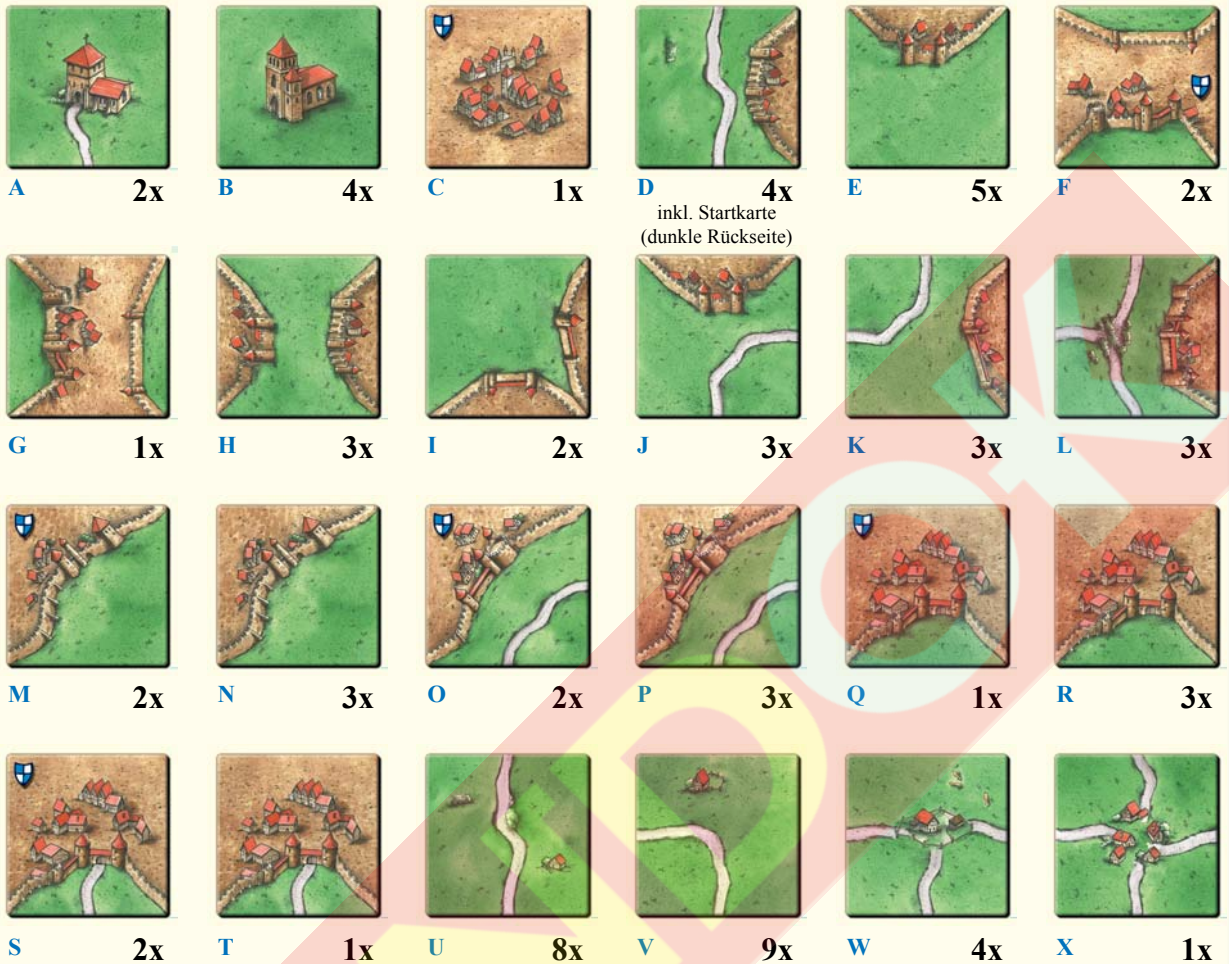 A 2x
B 4x
C 1x
D 4x
E 5x
F 2x
inkl. Startkarte
(dunkle Rückseite)
G 1x
H 3x
I 2x
J 3x
K 3x
L 3x
M 2x
N 3x
O 2x
P 3x
Q 1x
R 3x
S 2x
T 1x
U 8x
V 9x
W 4x
X 1x